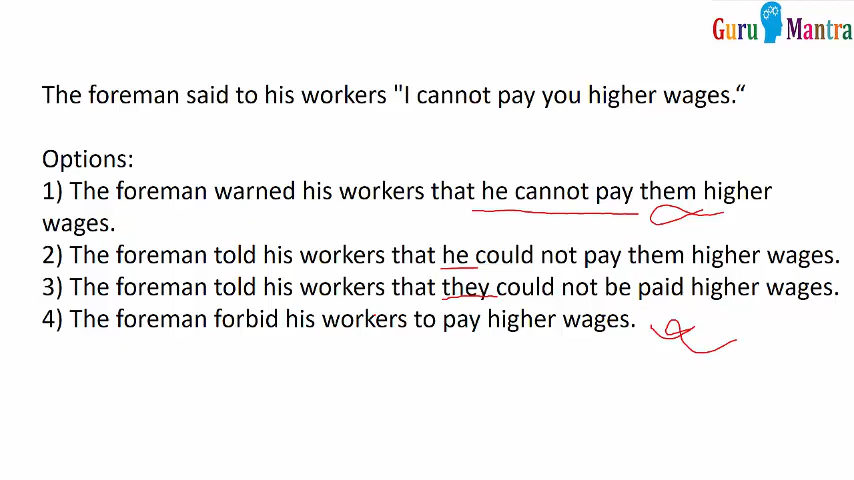 Guru Mantra
The foreman said to his workers "I cannot pay you higher wages.“
Options:
1) The foreman warned his workers that he cannot pay them higher
wages.
2) The foreman told his workers that he could not pay them higher wages.
3) The foreman told his workers that they could not be paid higher wages.
4) The foreman forbid his workers to pay higher wages.